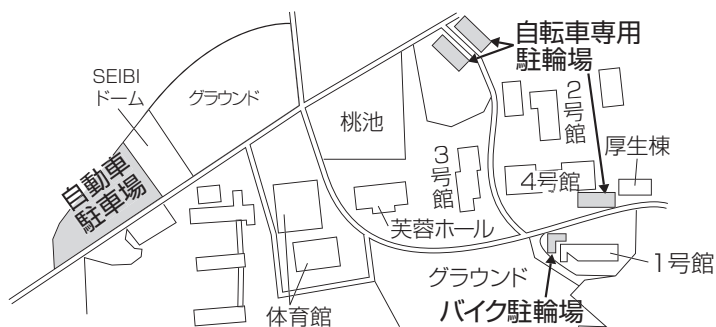 自転車専用
駐輪場
SEIBI
ドーム
グラウンド
桃池
2号館
厚生棟
3号館
4号館
自動車
駐車場
芙蓉ホール
グラウンド
1号館
体育館
バイク駐輪場